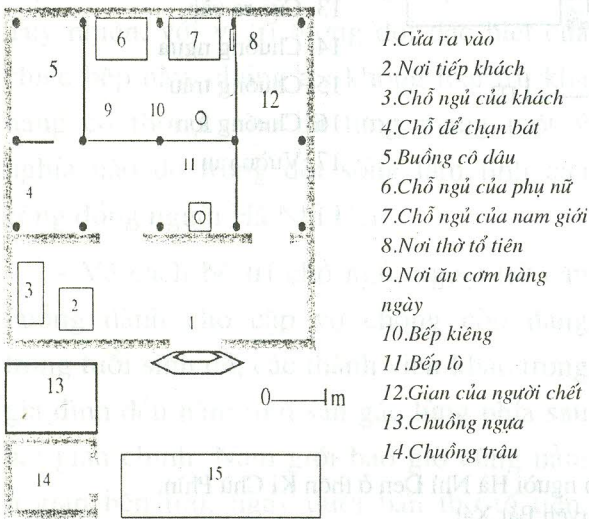 6
7
8
5
9
10
12
11
4
3
2
1
13
0 1m
14
15
1.Cửa ra vào
2.Nơi tiếp khách
3.Chỗ ngủ của khách
4.Chỗ để chạn bát
5.Buồng cô dâu
6.Chỗ ngủ của phụ nữ
7.Chỗ ngủ của nam giới
8.Nơi thờ tổ tiên
9.Nơi ăn cơm hàng
ngày
10.Bếp kiêng
11.Bếp lò
12.Gian của người chết
13.Chuồng ngựa
14.Chuồng trâu